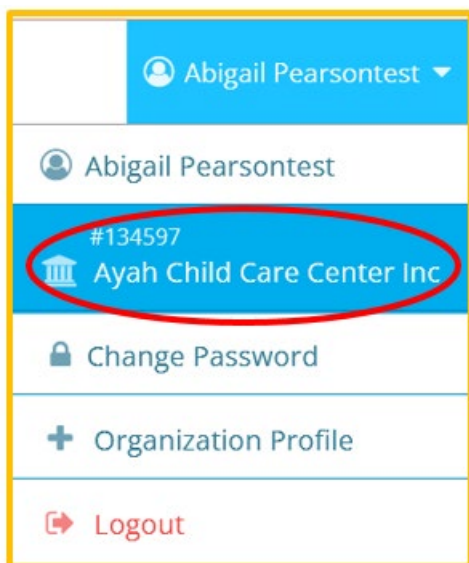 Abigail Pearsontest
Abigail Pearsontest
#134597
Ayah Child Care Center Inc
Change Password
Organization Profile
Logout